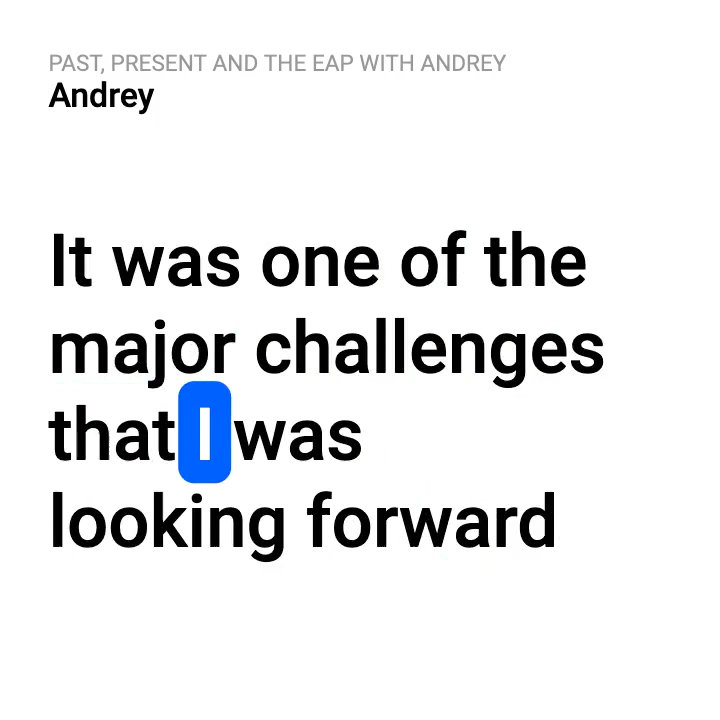 PAST, PRESENT AND THE EAP WITH ANDREY
Andrey
It was one of the
major challenges
that I was
looking forward